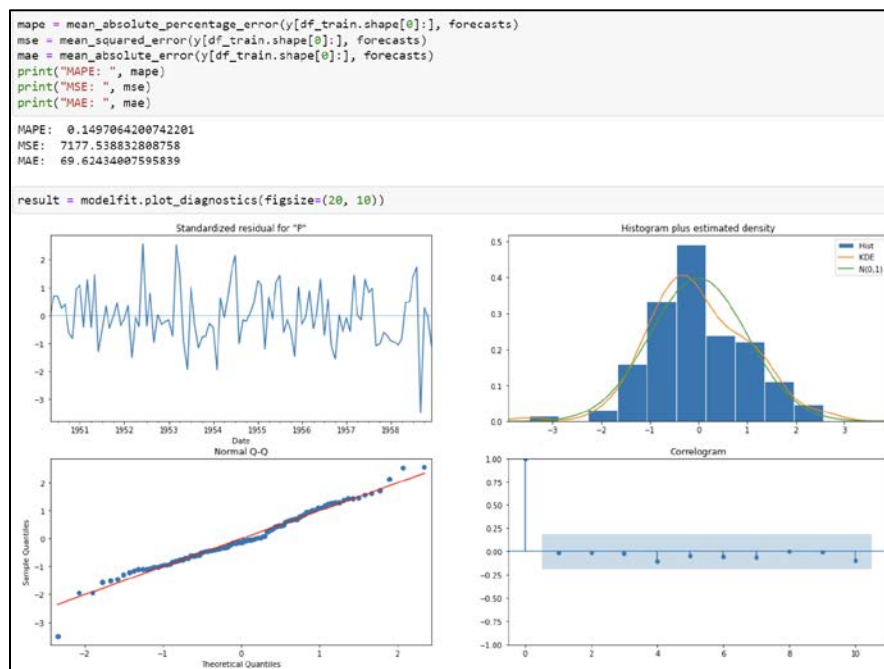 mape = mean_absolute_percentage_error(y[df_train.shape[0]:], forecasts)
mse = mean_squared_error(y[df_train.shape[0]:], forecasts)
mae = mean_absolute_error(y[df_train.shape[0]:], forecasts)
print("MAPE: ", mape)
print("MSE: ", mse)
print("MAE: ", mae)
MAPE:  0.1497064200742201
MSE:  7177.538832808758
MAE:  69.62434007595839
result = modelfit.plot_diagnostics(figsize=(20, 10))
Standardized residual for "P"
2
1
0
−1
−2
−3
1951 1952 1953 1954 1955 1956 1957 1958
Date
Histogram plus estimated density
Hist
KDE
N(0,1)
0.5
0.4
0.3
0.2
0.1
0.0
−3 −2 −1 0 1 2 3
Normal Q-Q
Sample Quantiles
2
1
0
−1
−2
−3
−2 −1 0 1 2
Theoretical Quantiles
Correlogram
1.00
0.75
0.50
0.25
0.00
−0.25
−0.50
−0.75
−1.00
0 2 4 6 8 10